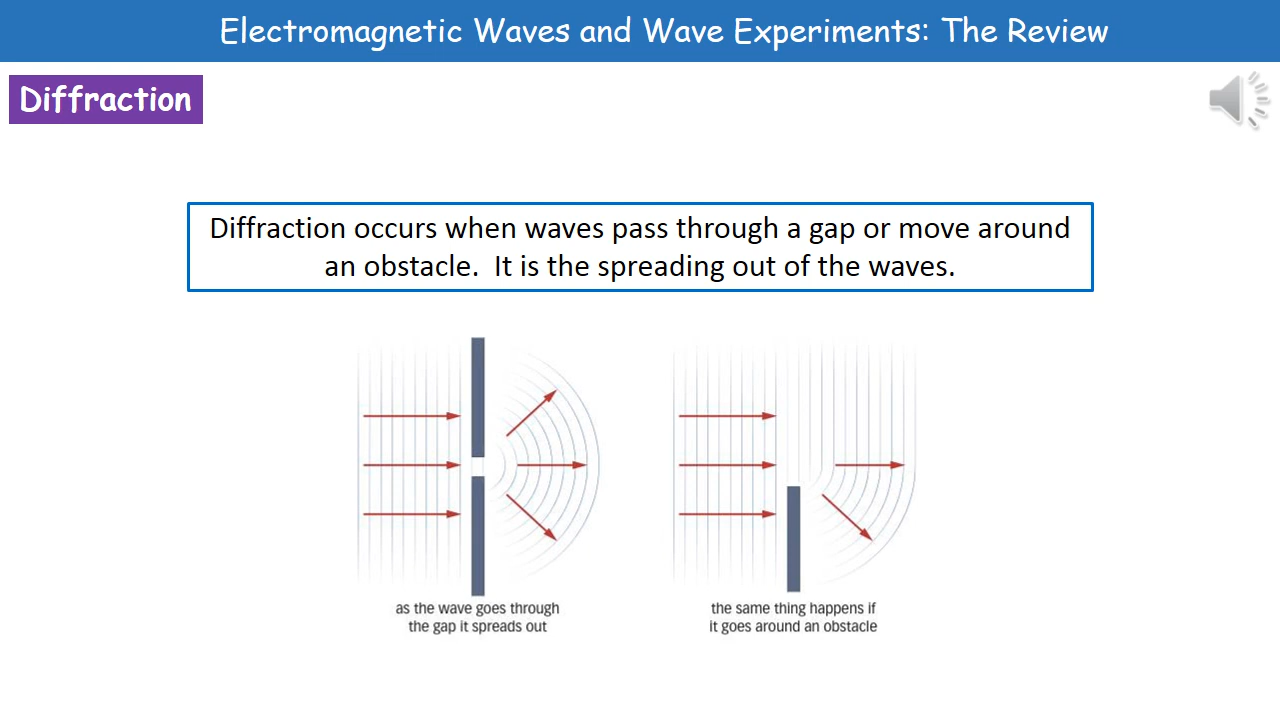 Electromagnetic Waves and Wave Experiments: The Review
Diffraction
Diffraction occurs when waves pass through a gap or move around
an obstacle.  It is the spreading out of the waves.
as the wave goes through
the gap it spreads out
the same thing happens if
it goes around an obstacle